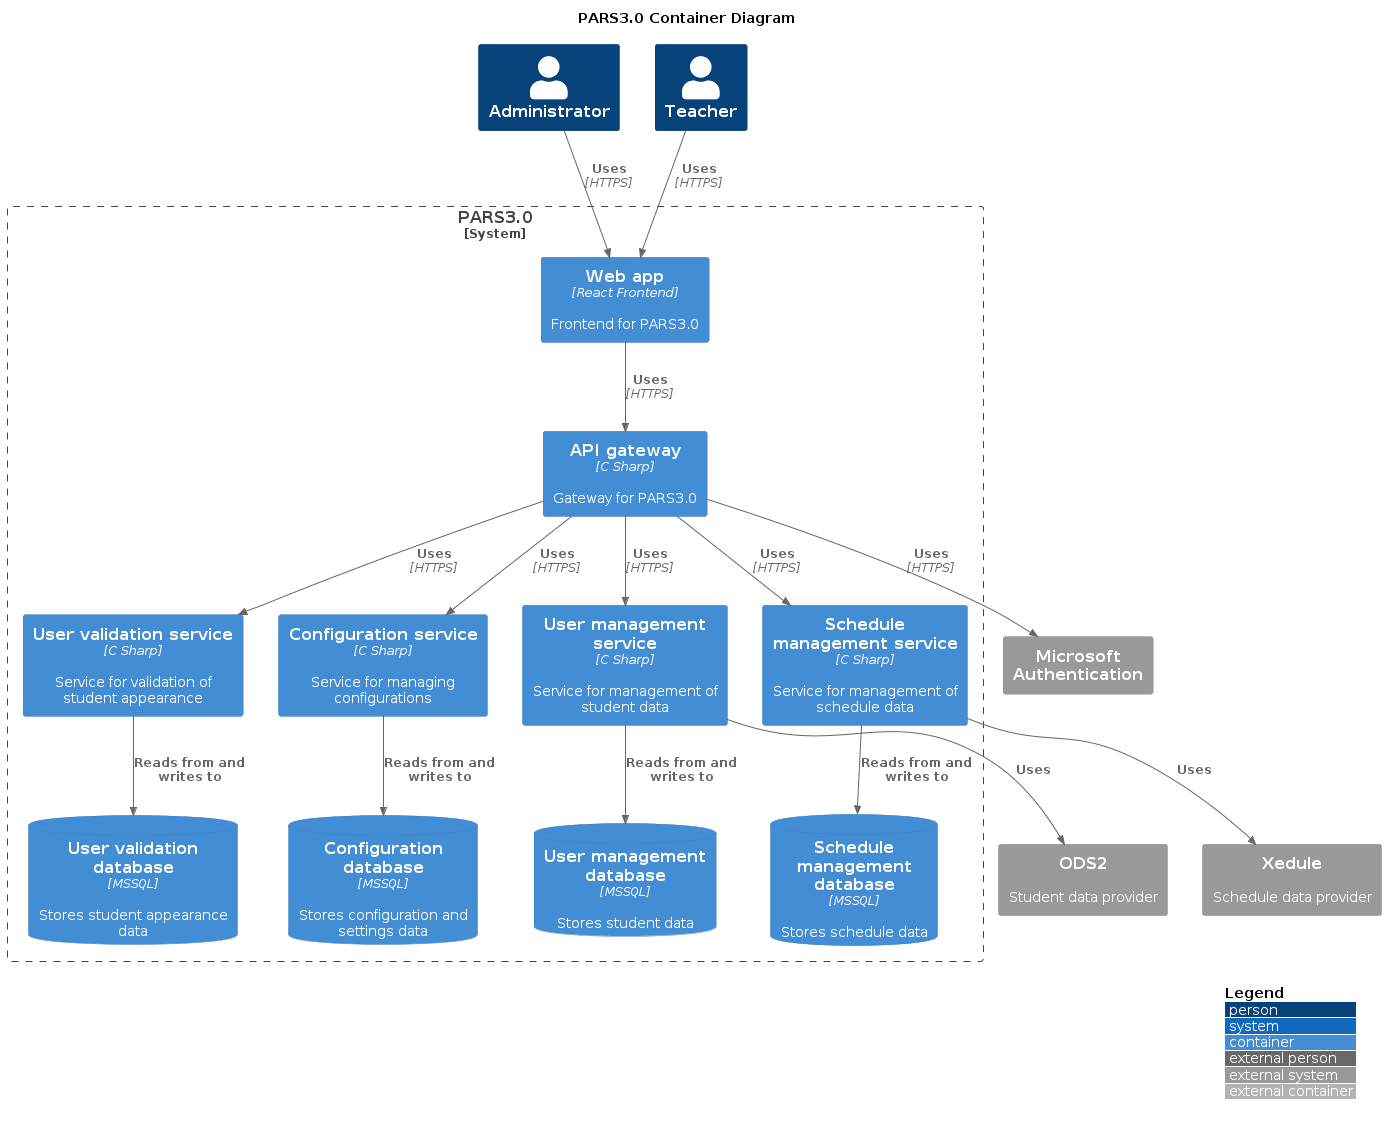 PARS3.0 Container Diagram
Administrator
Teacher
Uses
[HTTPS]
Uses
[HTTPS]
PARS3.0
[System]
Web app
[React Frontend]
Frontend for PARS3.0
Uses
[HTTPS]
API gateway
[C Sharp]
Gateway for PARS3.0
Uses
[HTTPS]
Uses
[HTTPS]
Uses
[HTTPS]
Uses
[HTTPS]
Uses
[HTTPS]
User validation service
[C Sharp]
Service for validation of
student appearance
Configuration service
[C Sharp]
Service for managing
configurations
User management
service
[C Sharp]
Service for management of
student data
Schedule
management service
[C Sharp]
Service for management of
schedule data
Microsoft
Authentication
Reads from and
writes to
Reads from and
writes to
Reads from and
writes to
Reads from and
writes to
Uses
Uses
User validation
database
[MSSQL]
Stores student appearance
data
Configuration
database
[MSSQL]
Stores configuration and
settings data
User management
database
[MSSQL]
Stores student data
Schedule
management
database
[MSSQL]
Stores schedule data
ODS2
Student data provider
Xedule
Schedule data provider
Legend
person
system
container
external person
external system
external container